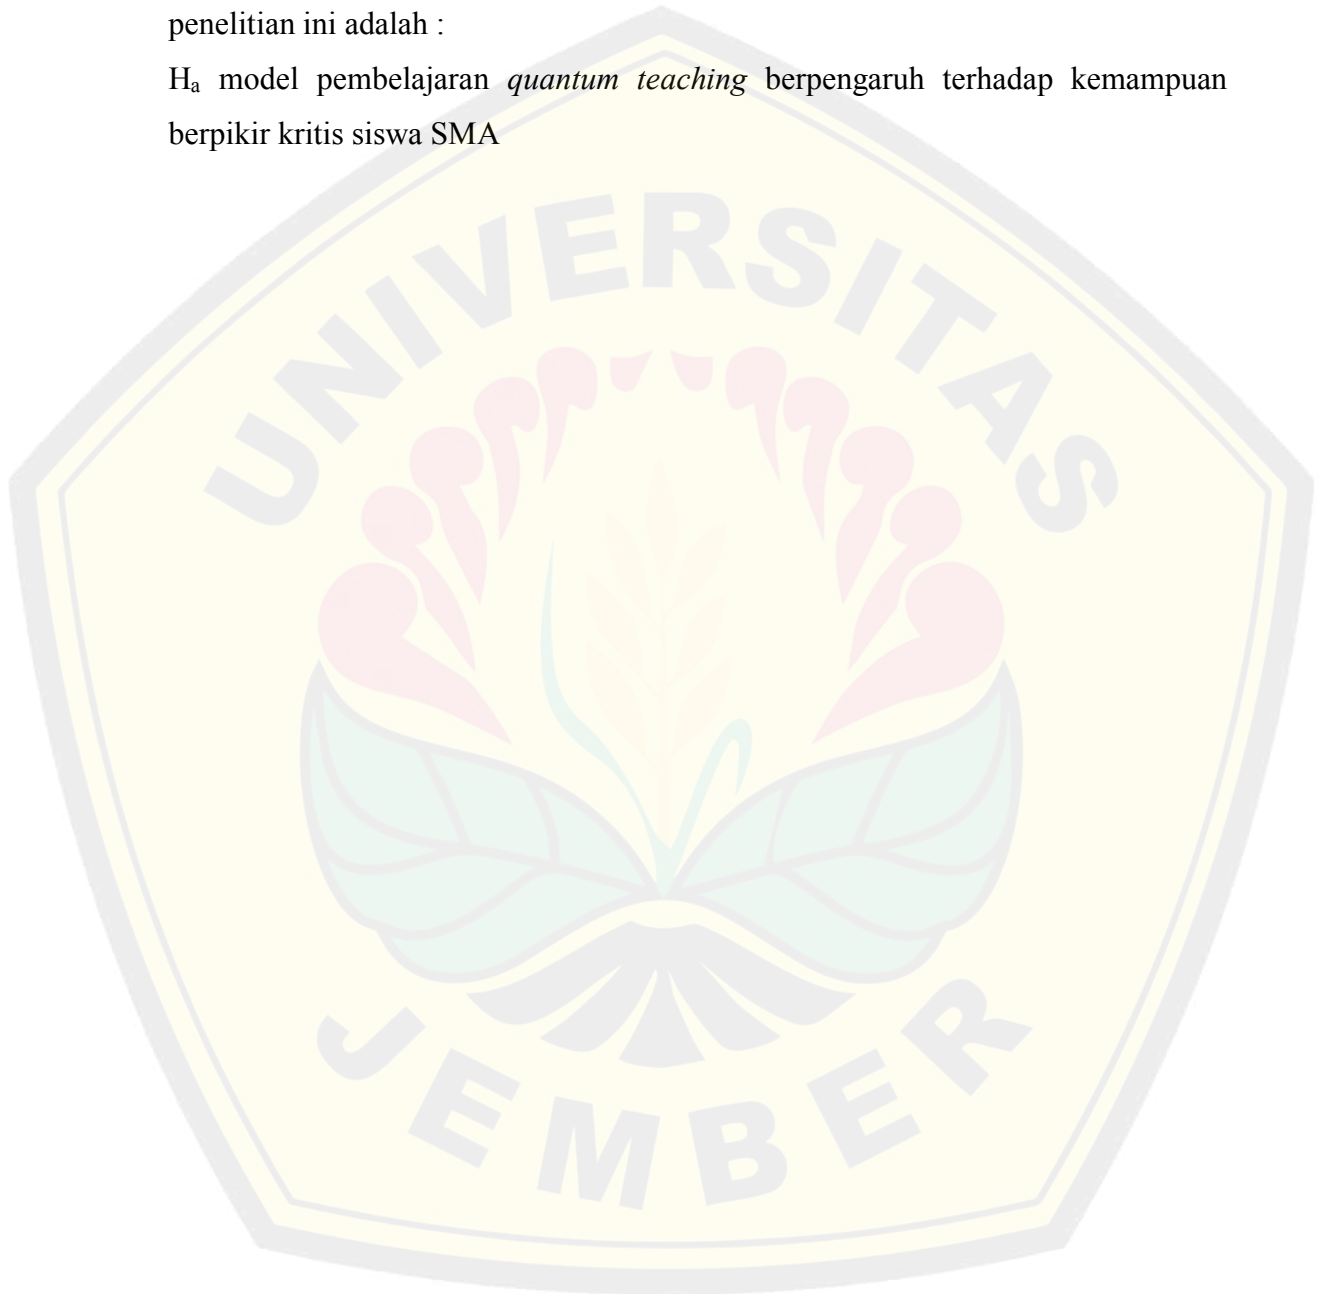 penelitian ini adalah :
Hₐ model pembelajaran quantum teaching berpengaruh terhadap kemampuan
berpikir kritis siswa SMA
UNIVERSITAS
JEMBER